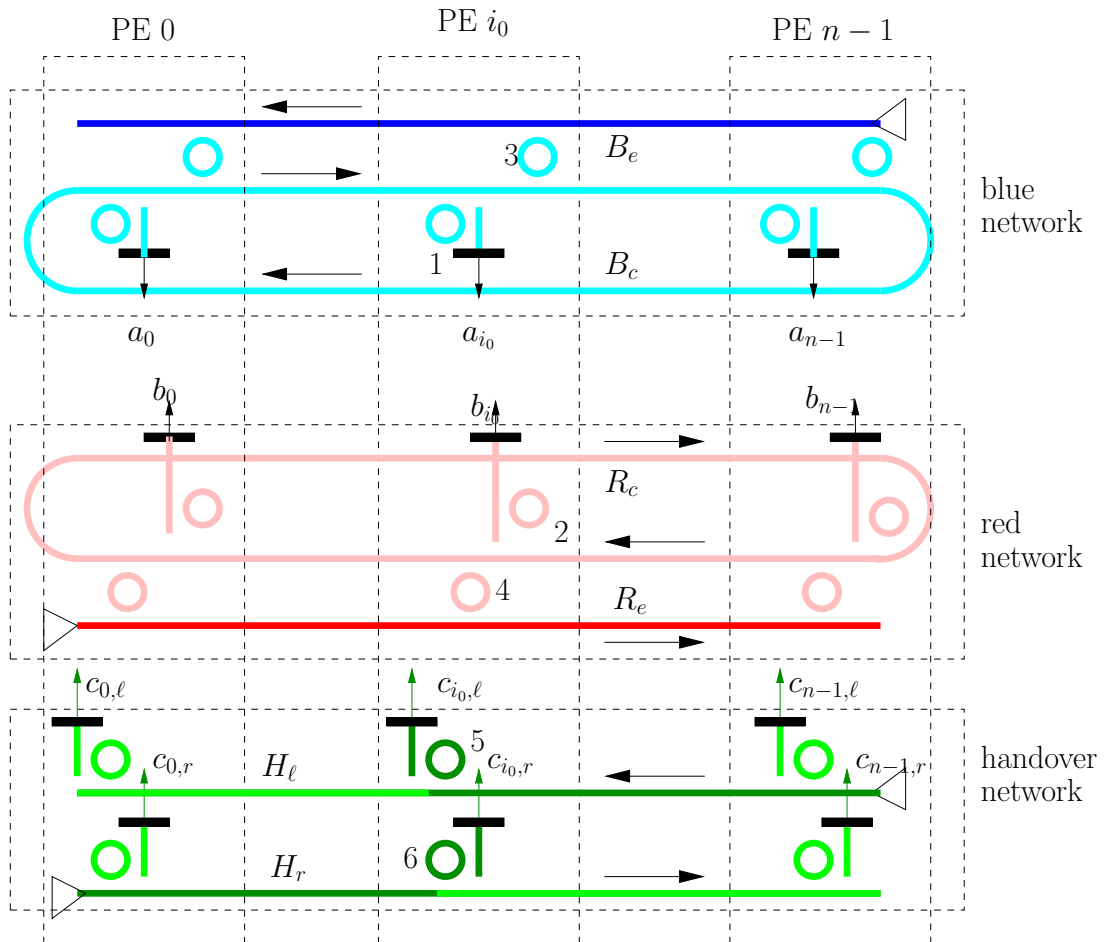 PE 0 PE i₀ PE n − 1
3 Bₑ
blue
network
1 B_c
a₀ a_{i₀} a_{n−1}
b₀ b_{i₀} b_{n−1}
R_c
red
network
2
4 Rₑ
c_{0,ℓ} c_{i₀,ℓ} c_{n−1,ℓ}
5
c_{0,r} H_ℓ c_{i₀,r} c_{n−1,r}
handover
network
6
H_r